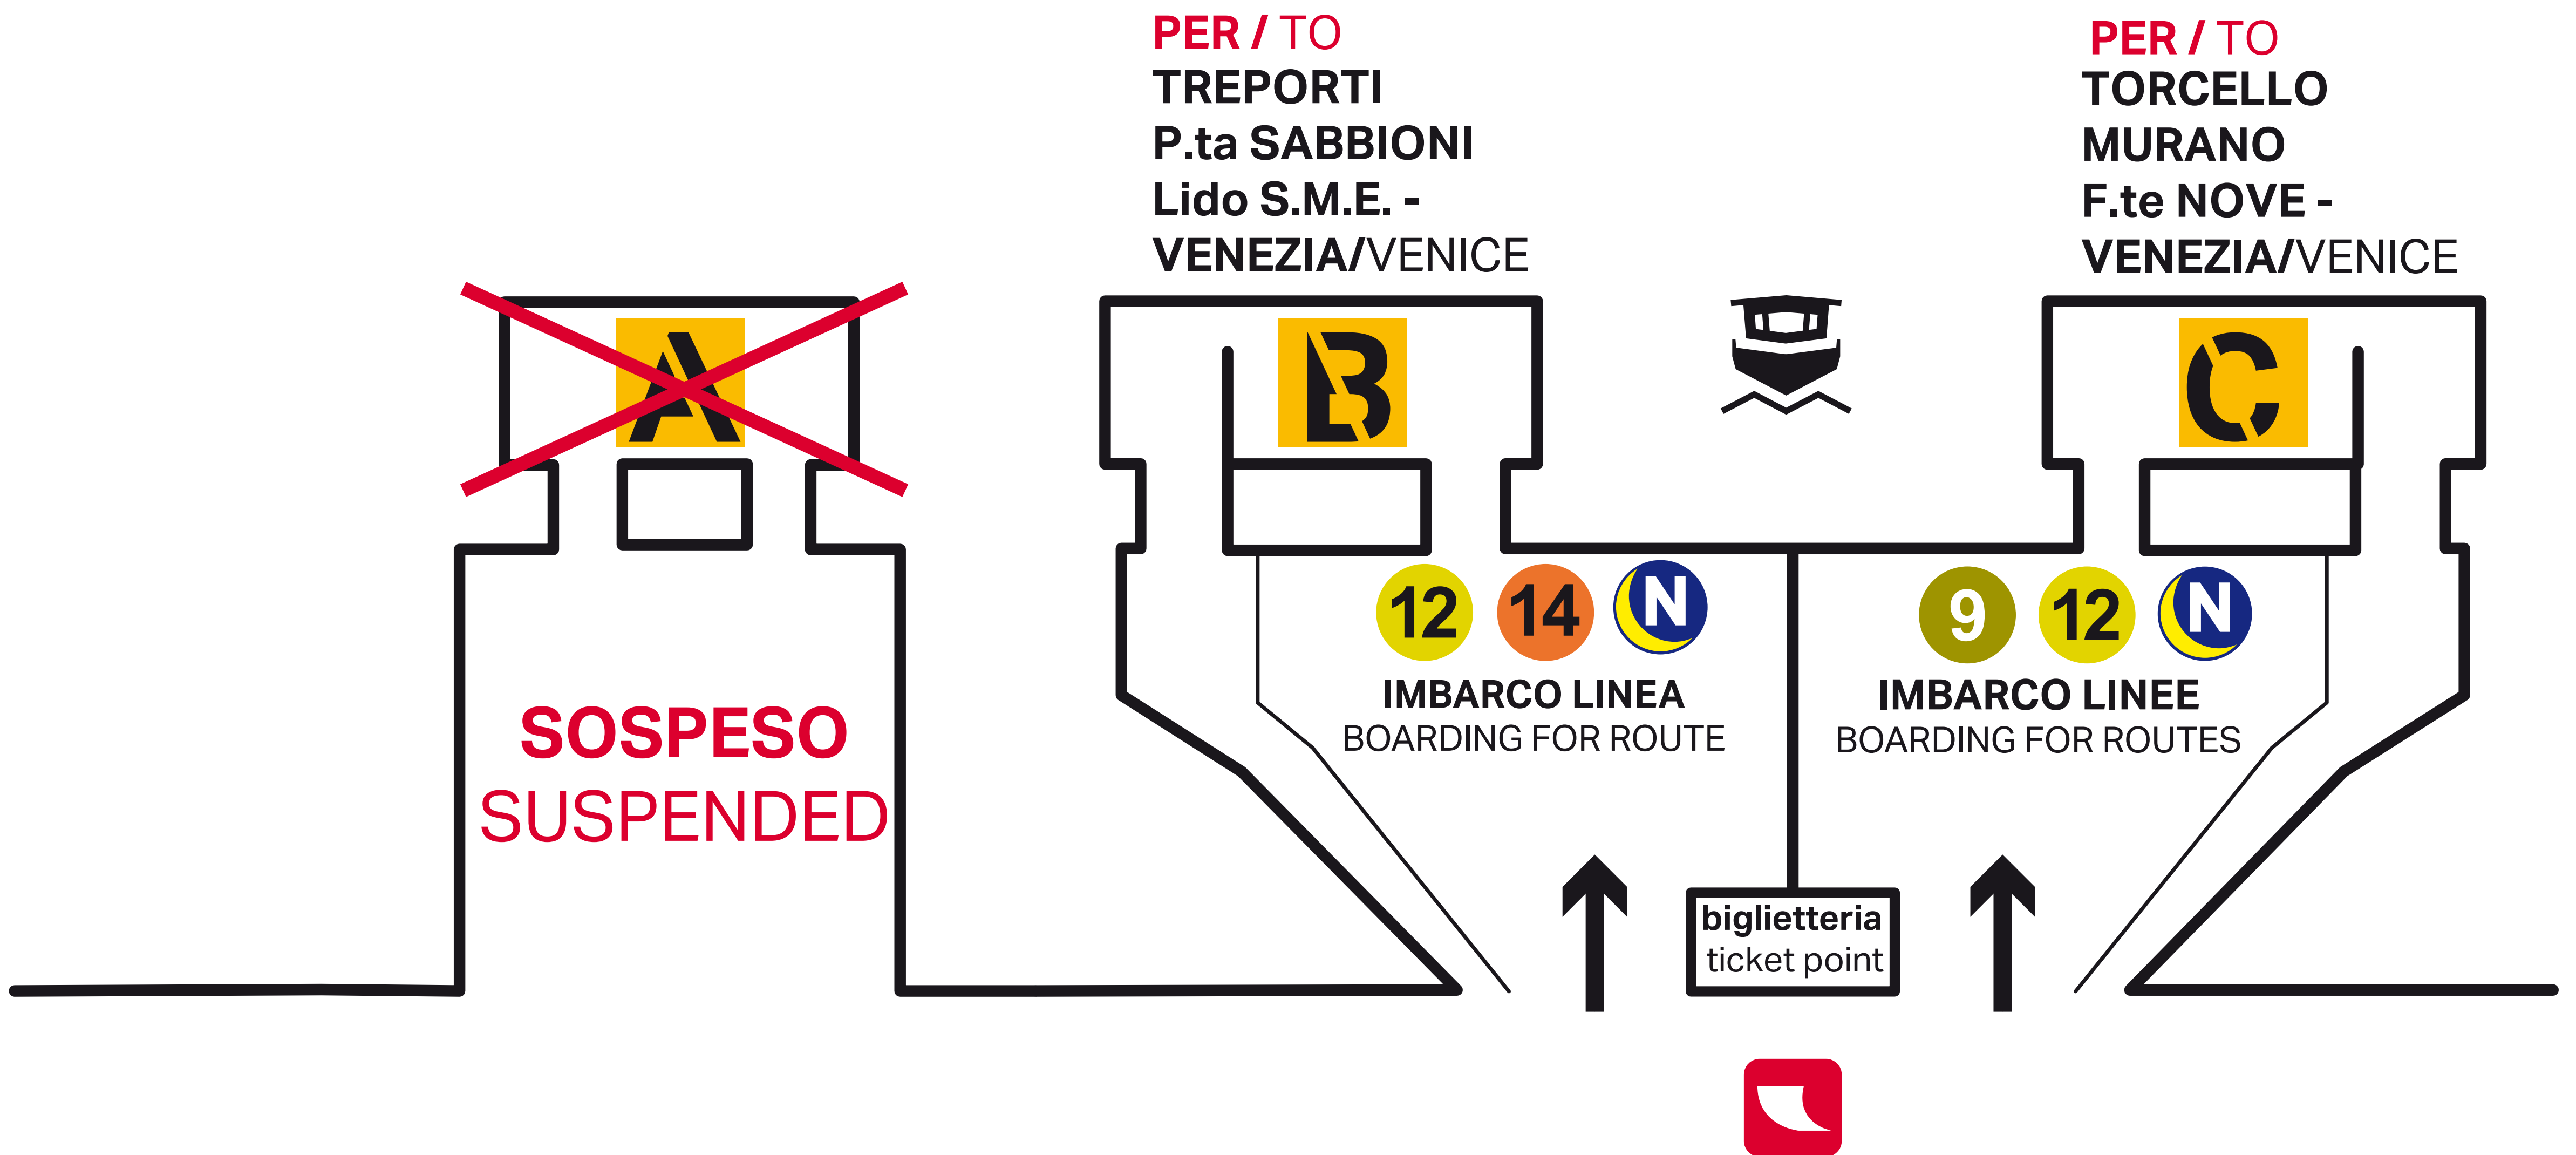 PER / TO
TREPORTI
P.ta SABBIONI
Lido S.M.E. -
VENEZIA/VENICE
PER / TO
TORCELLO
MURANO
F.te NOVE -
VENEZIA/VENICE
A
B
C
12 14 N
IMBARCO LINEA
BOARDING FOR ROUTE
9 12 N
IMBARCO LINEE
BOARDING FOR ROUTES
SOSPESO
SUSPENDED
biglietteria
ticket point